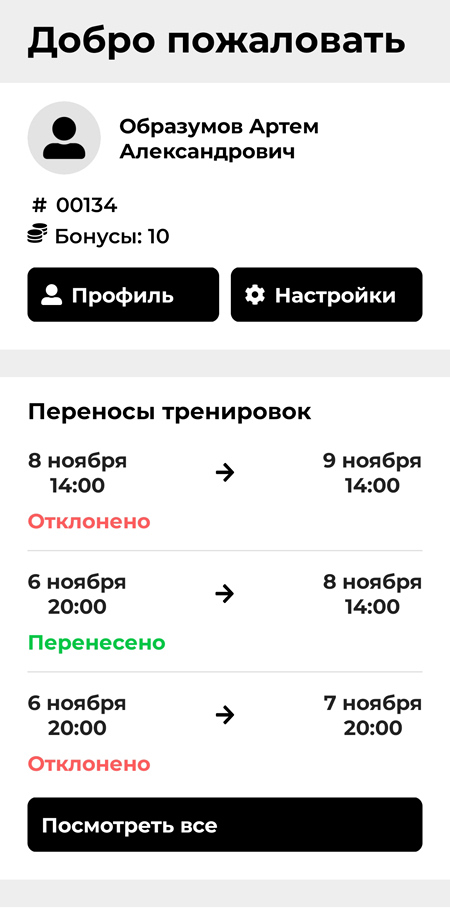 Добро пожаловать
Образумов Артем
Александрович
# 00134
Бонусы: 10
Профиль
Настройки
Переносы тренировок
8 ноября
14:00
9 ноября
14:00
Отклонено
6 ноября
20:00
8 ноября
14:00
Перенесено
6 ноября
20:00
7 ноября
20:00
Отклонено
Посмотреть все